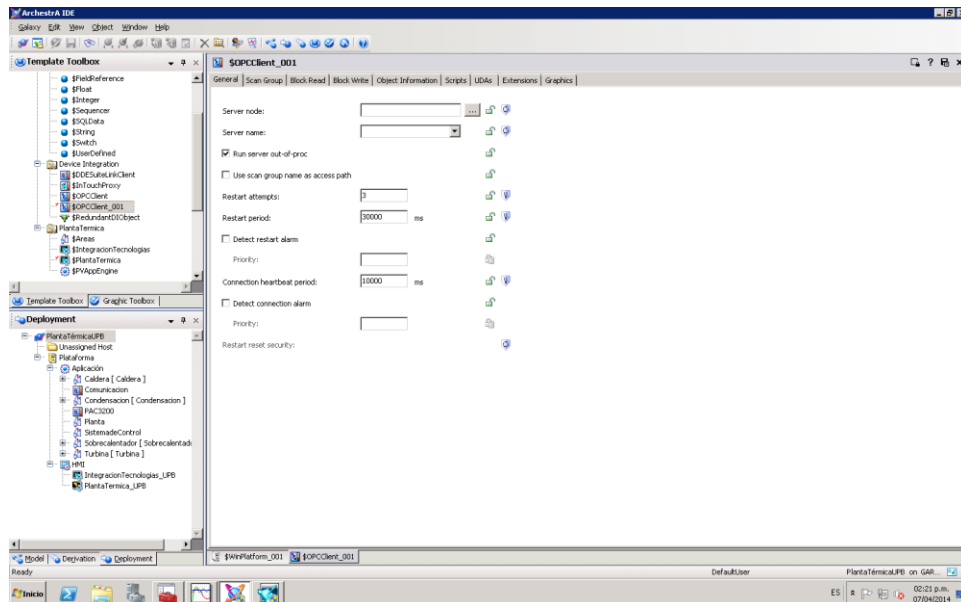 ArchestrA IDE
Galaxy Edit View Object Window Help
Template Toolbox
$FieldReference
$Float
$Integer
$Sequencer
$SQLData
$String
$Switch
$UserDefined
Device Integration
$DDESuiteLinkClient
$InTouchProxy
$OPCClient
$OPCClient_001
$RedundantDIObject
PlantaTermica
$Areas
$IntegracionTecnologias
$PlantaTermica
$PVAppEngine
Template Toolbox Graphic Toolbox
Deployment
PlantaTérmicaUPB
Unassigned Host
Plataforma
Aplicación
Caldera [ Caldera ]
Comunicacion
Condensacion [ Condensacion ]
PAC3200
Planta
SistemadeControl
Sobrecalentador [ Sobrecalentado
Turbina [ Turbina ]
HMI
IntegracionTecnologias_UPB
PlantaTermica_UPB
Model Derivation Deployment
$OPCClient_001
General Scan Group Block Read Block Write Object Information Scripts UDAs Extensions Graphics
Server node:
Server name:
Run server out-of-proc
Use scan group name as access path
Restart attempts: 3
Restart period: 30000 ms
Detect restart alarm
Priority:
Connection heartbeat period: 10000 ms
Detect connection alarm
Priority:
Restart reset security:
$WinPlatform_001 $OPCClient_001
Ready DefaultUser PlantaTérmicaUPB on GAR...
Inicio ES 02:21 p.m.
07/04/2014